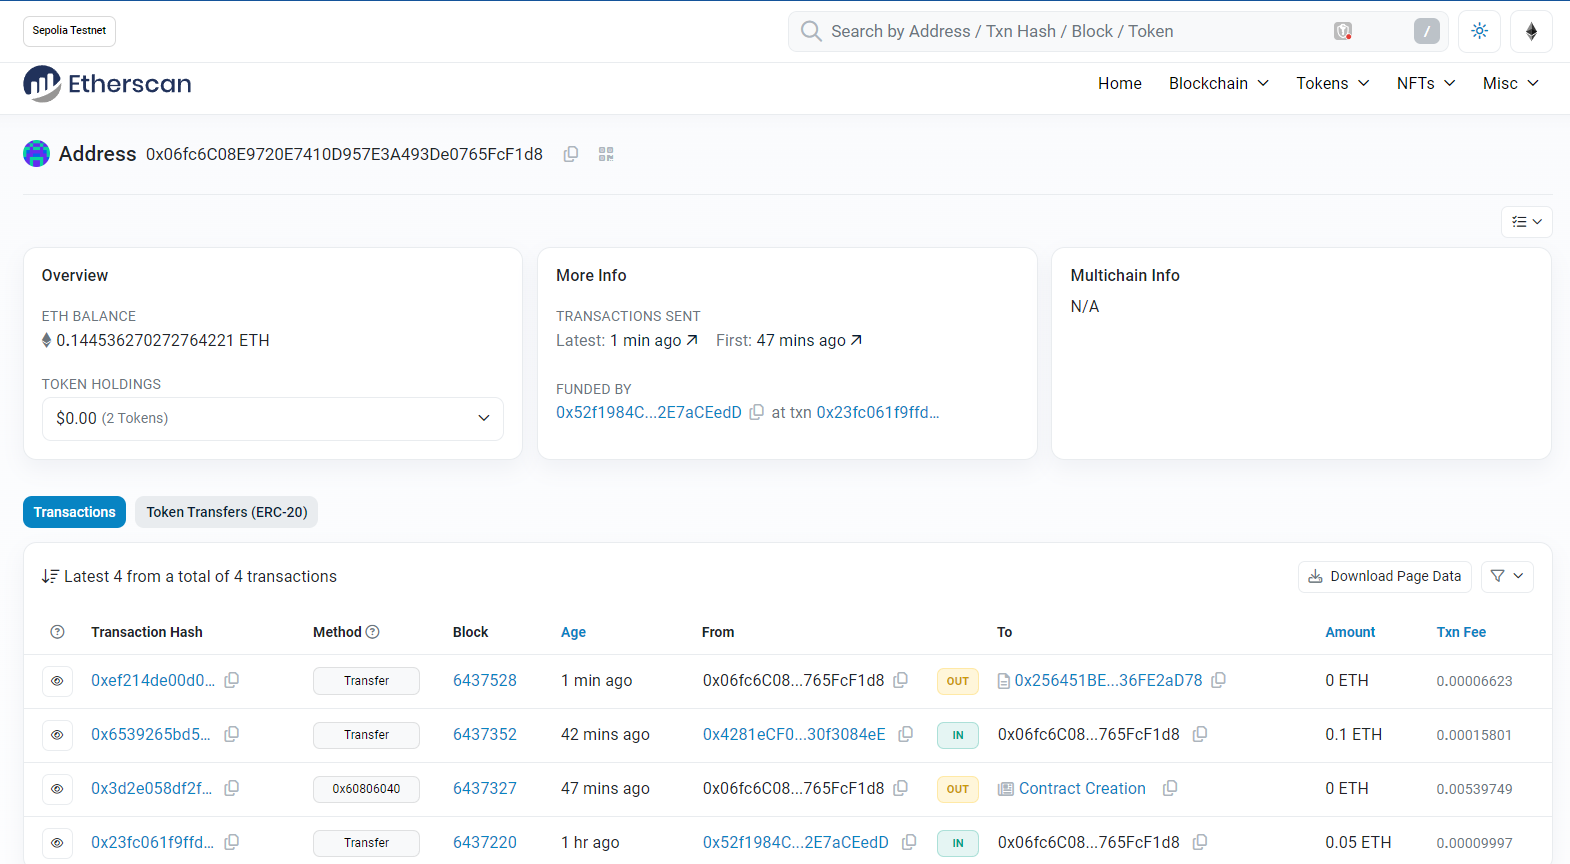 Sepolia Testnet
Search by Address / Txn Hash / Block / Token
/
Etherscan
Home Blockchain Tokens NFTs Misc
Address 0x06fc6C08E9720E7410D957E3A493De0765FcF1d8
Overview
ETH BALANCE
0.144536270272764221 ETH
TOKEN HOLDINGS
$0.00 (2 Tokens)
More Info
TRANSACTIONS SENT
Latest: 1 min ago First: 47 mins ago
FUNDED BY
0x52f1984C...2E7aCEedD at txn 0x23fc061f9ffd...
Multichain Info
N/A
Transactions Token Transfers (ERC-20)
Latest 4 from a total of 4 transactions
Download Page Data
Transaction Hash Method Block Age From To Amount Txn Fee
0xef214de00d0... Transfer 6437528 1 min ago 0x06fc6C08...765FcF1d8 OUT 0x256451BE...36FE2aD78 0 ETH 0.00006623
0x6539265bd5... Transfer 6437352 42 mins ago 0x4281eCF0...30f3084eE IN 0x06fc6C08...765FcF1d8 0.1 ETH 0.00015801
0x3d2e058df2f... 0x60806040 6437327 47 mins ago 0x06fc6C08...765FcF1d8 OUT Contract Creation 0 ETH 0.00539749
0x23fc061f9ffd... Transfer 6437220 1 hr ago 0x52f1984C...2E7aCEedD IN 0x06fc6C08...765FcF1d8 0.05 ETH 0.00009997